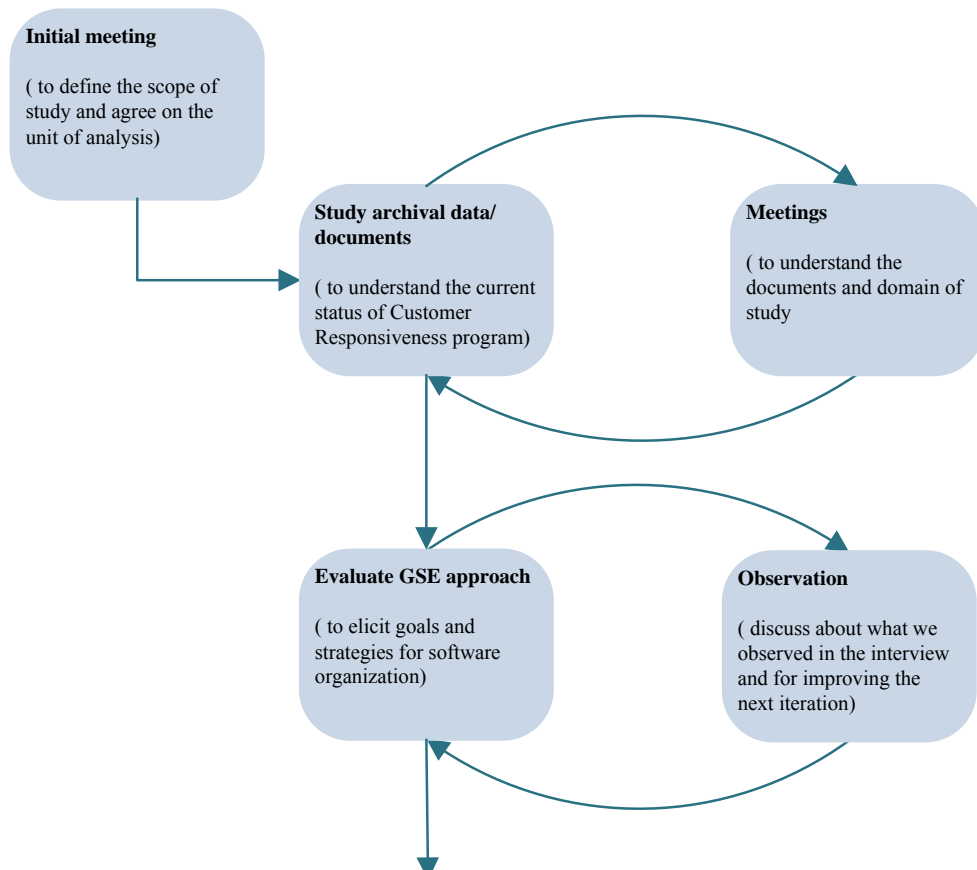 Initial meeting
( to define the scope of
study and agree on the
unit of analysis)
Study archival data/
documents
( to understand the current
status of Customer
Responsiveness program)
Meetings
( to understand the
documents and domain of
study
Evaluate GSE approach
( to elicit goals and
strategies for software
organization)
Observation
( discuss about what we
observed in the interview
and for improving the
next iteration)